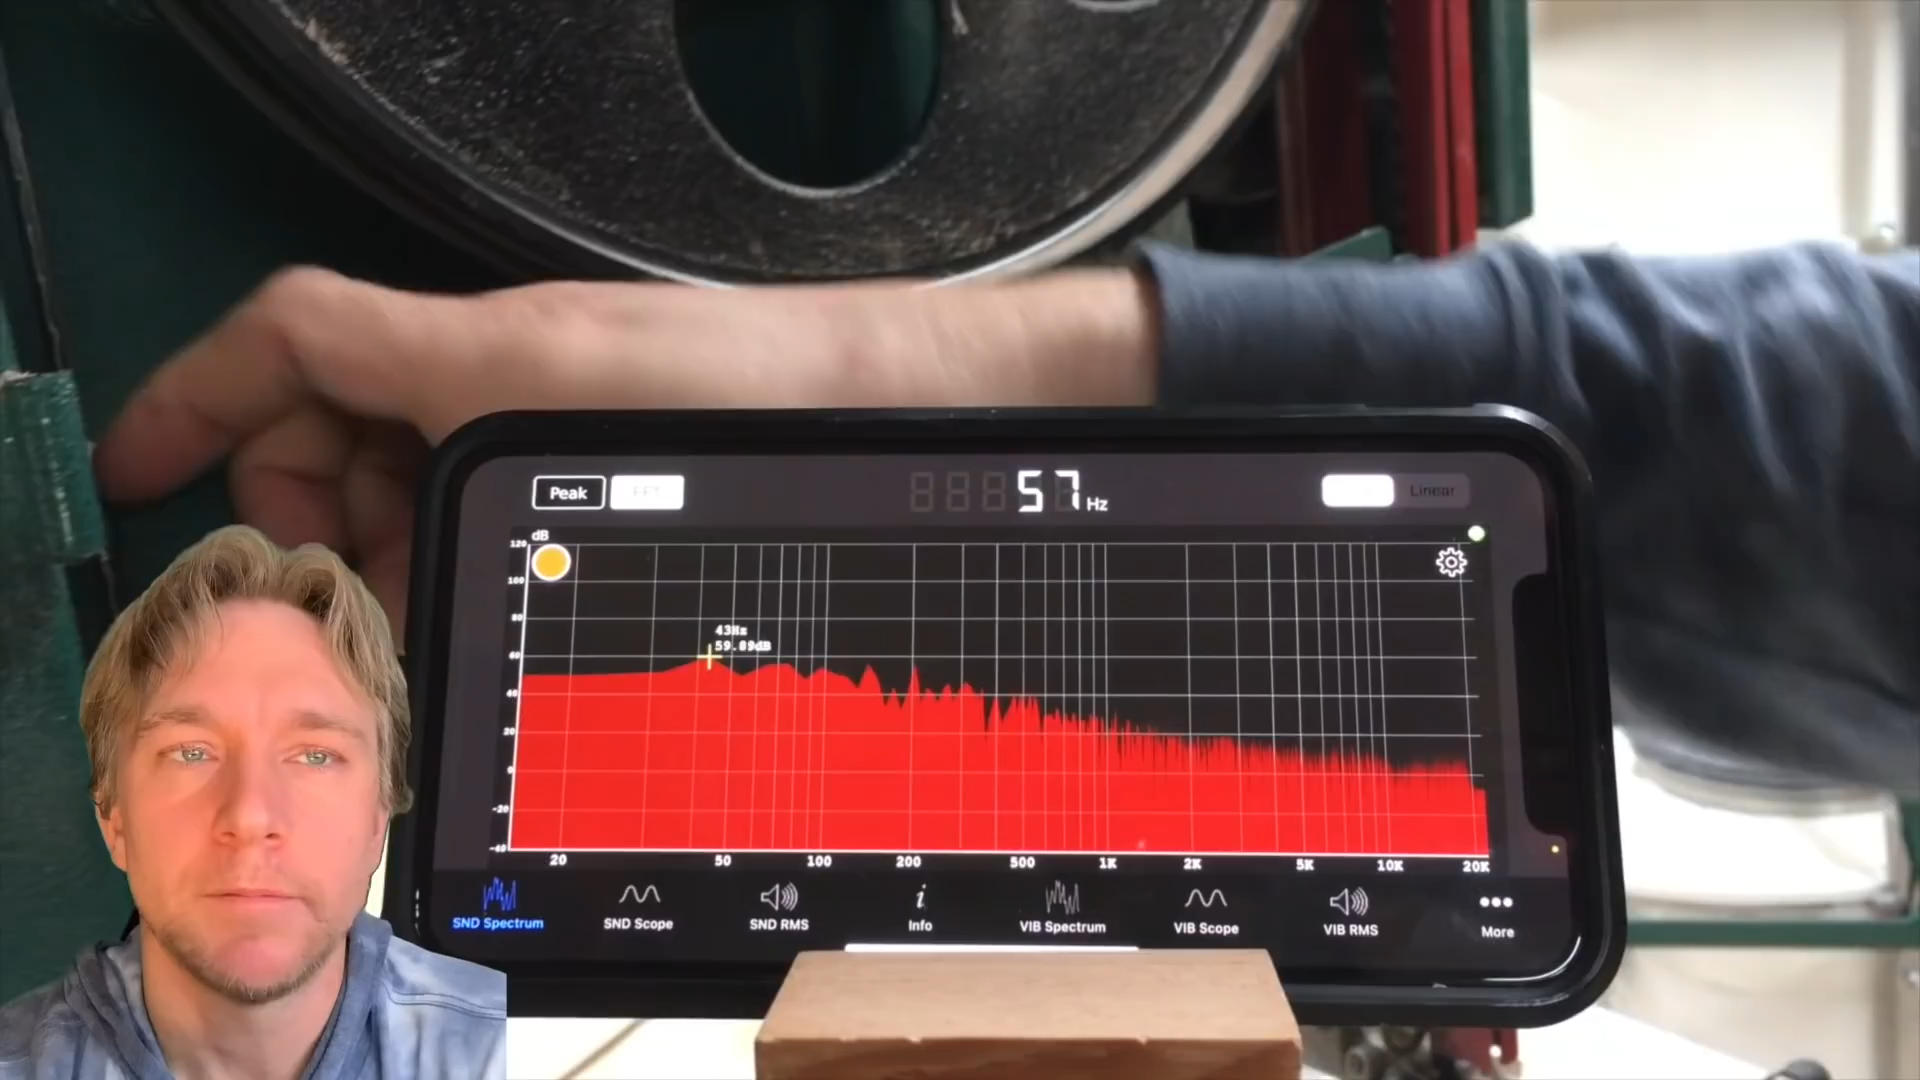 Peak
57 Hz
Linear
dB
120
100
80
60
40
20
0
-20
-40
43Hz
59.89dB
20 50 100 200 500 1K 2K 5K 10K 20K
SND Spectrum SND Scope SND RMS Info VIB Spectrum VIB Scope VIB RMS More